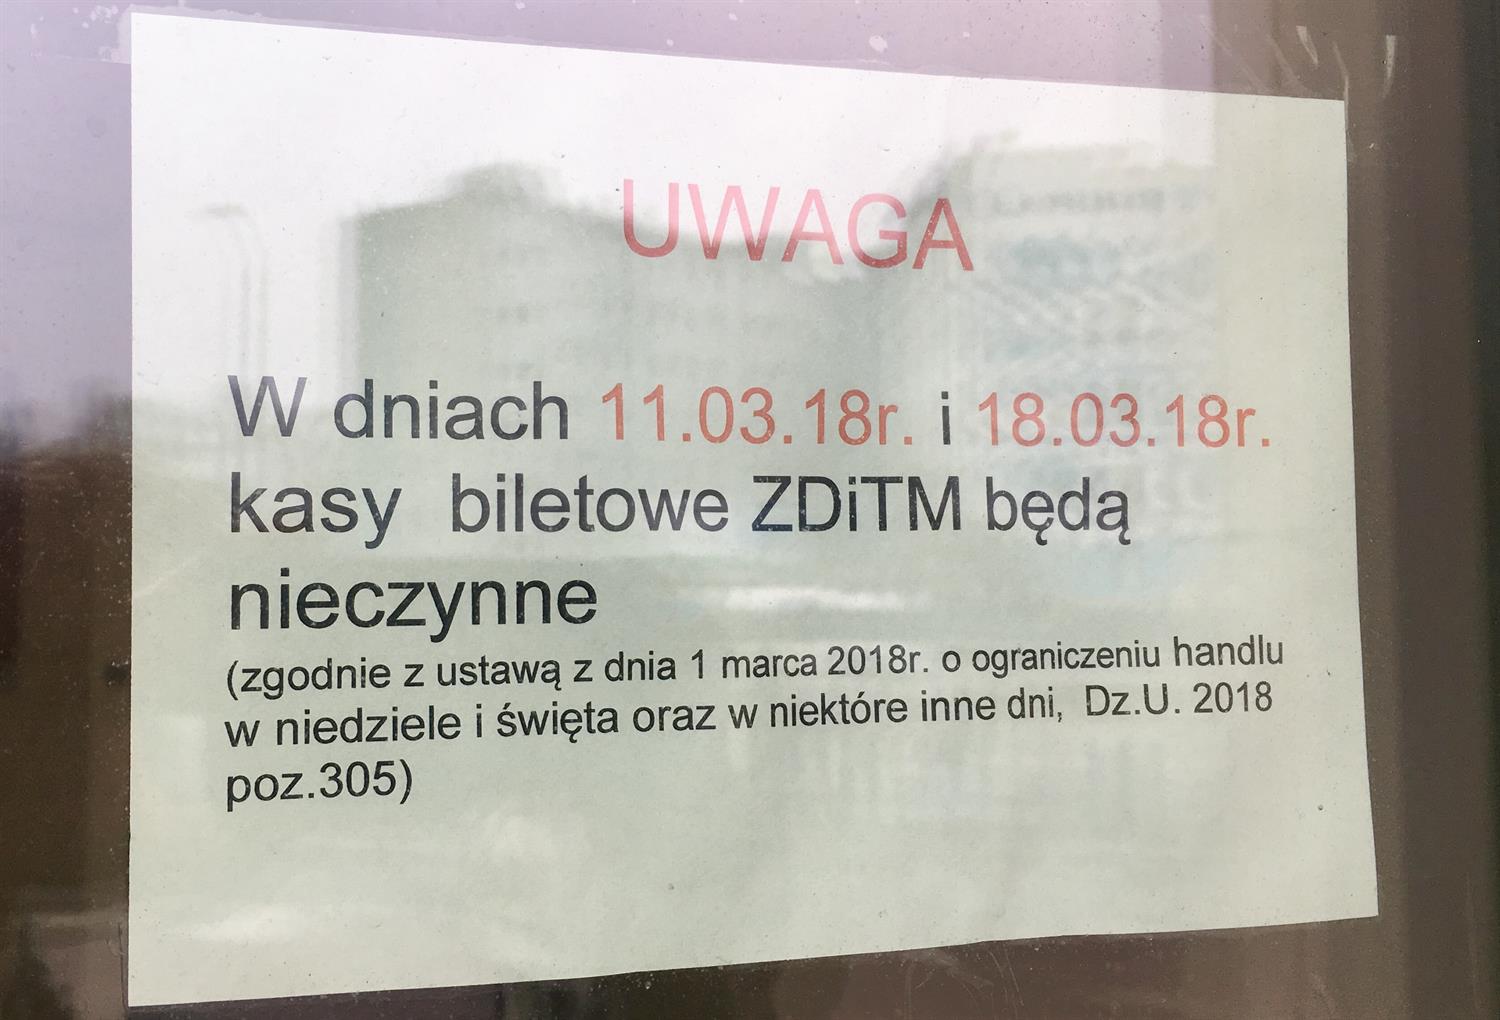 UWAGA
W dniach 11.03.18r. i 18.03.18r.
kasy biletowe ZDiTM będą
nieczynne
(zgodnie z ustawą z dnia 1 marca 2018r. o ograniczeniu handlu
w niedziele i święta oraz w niektóre inne dni, Dz.U. 2018
poz.305)